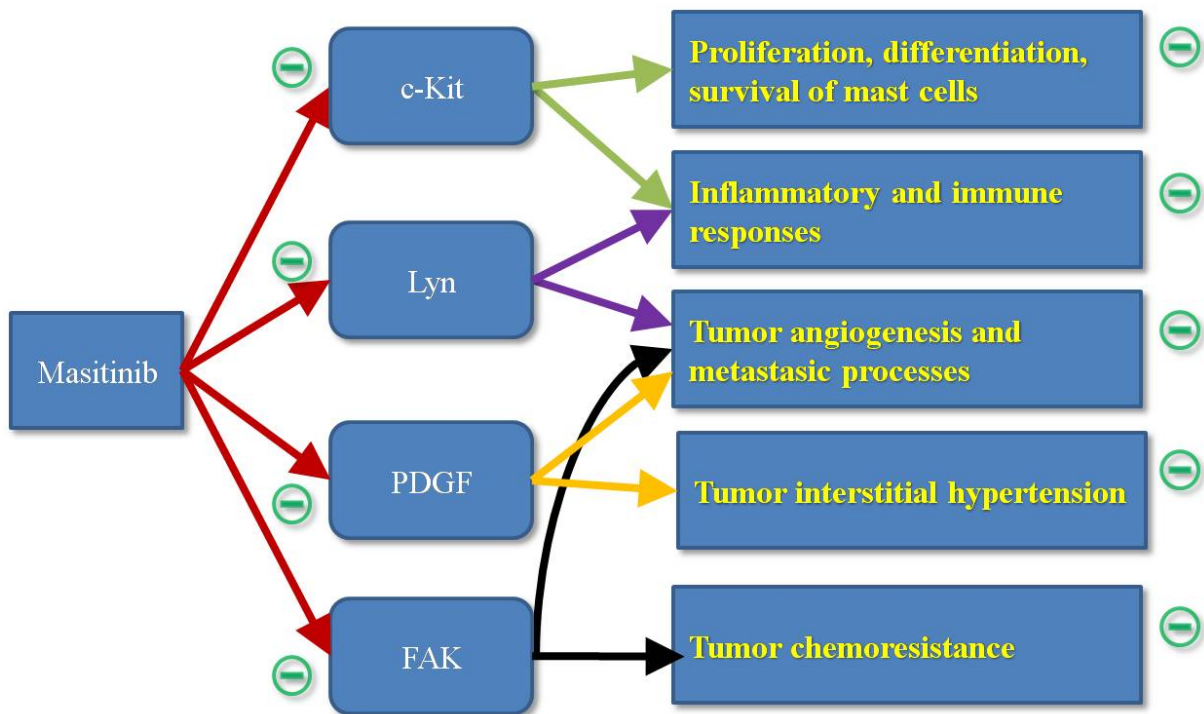 Masitinib
c-Kit
Lyn
PDGF
FAK
Proliferation, differentiation,
survival of mast cells
Inflammatory and immune
responses
Tumor angiogenesis and
metastasic processes
Tumor interstitial hypertension
Tumor chemoresistance